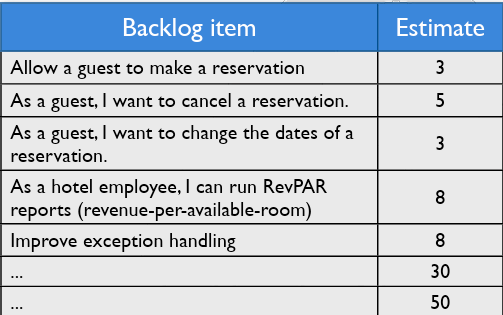 Backlog item Estimate
Allow a guest to make a reservation 3
As a guest, I want to cancel a reservation. 5
As a guest, I want to change the dates of a
reservation. 3
As a hotel employee, I can run RevPAR
reports (revenue-per-available-room) 8
Improve exception handling 8
... 30
... 50